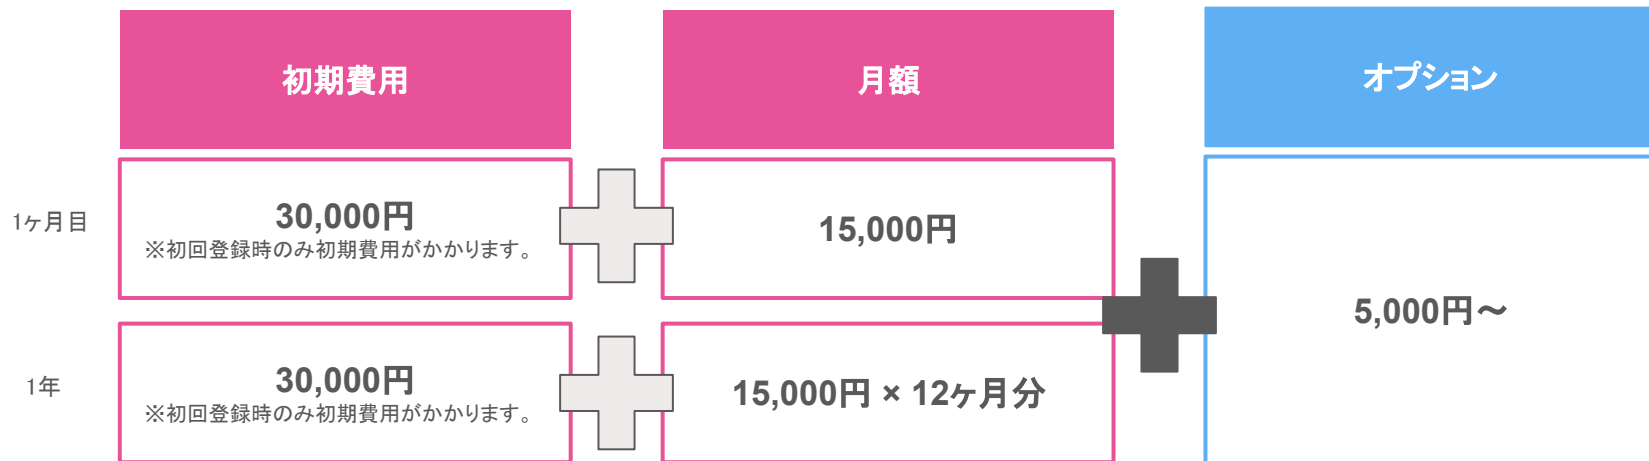 初期費用
月額
オプション
1ヶ月目
30,000円
※初回登録時のみ初期費用がかかります。
15,000円
5,000円～
1年
30,000円
※初回登録時のみ初期費用がかかります。
15,000円 × 12ヶ月分